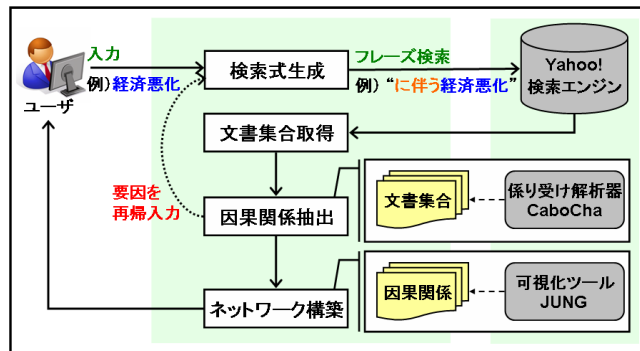 入力
例)経済悪化
ユーザ
検索式生成
フレーズ検索
例) “に伴う経済悪化”
Yahoo!
検索エンジン
文書集合取得
要因を
再帰入力
因果関係抽出
文書集合
係り受け解析器
CaboCha
ネットワーク構築
因果関係
可視化ツール
JUNG